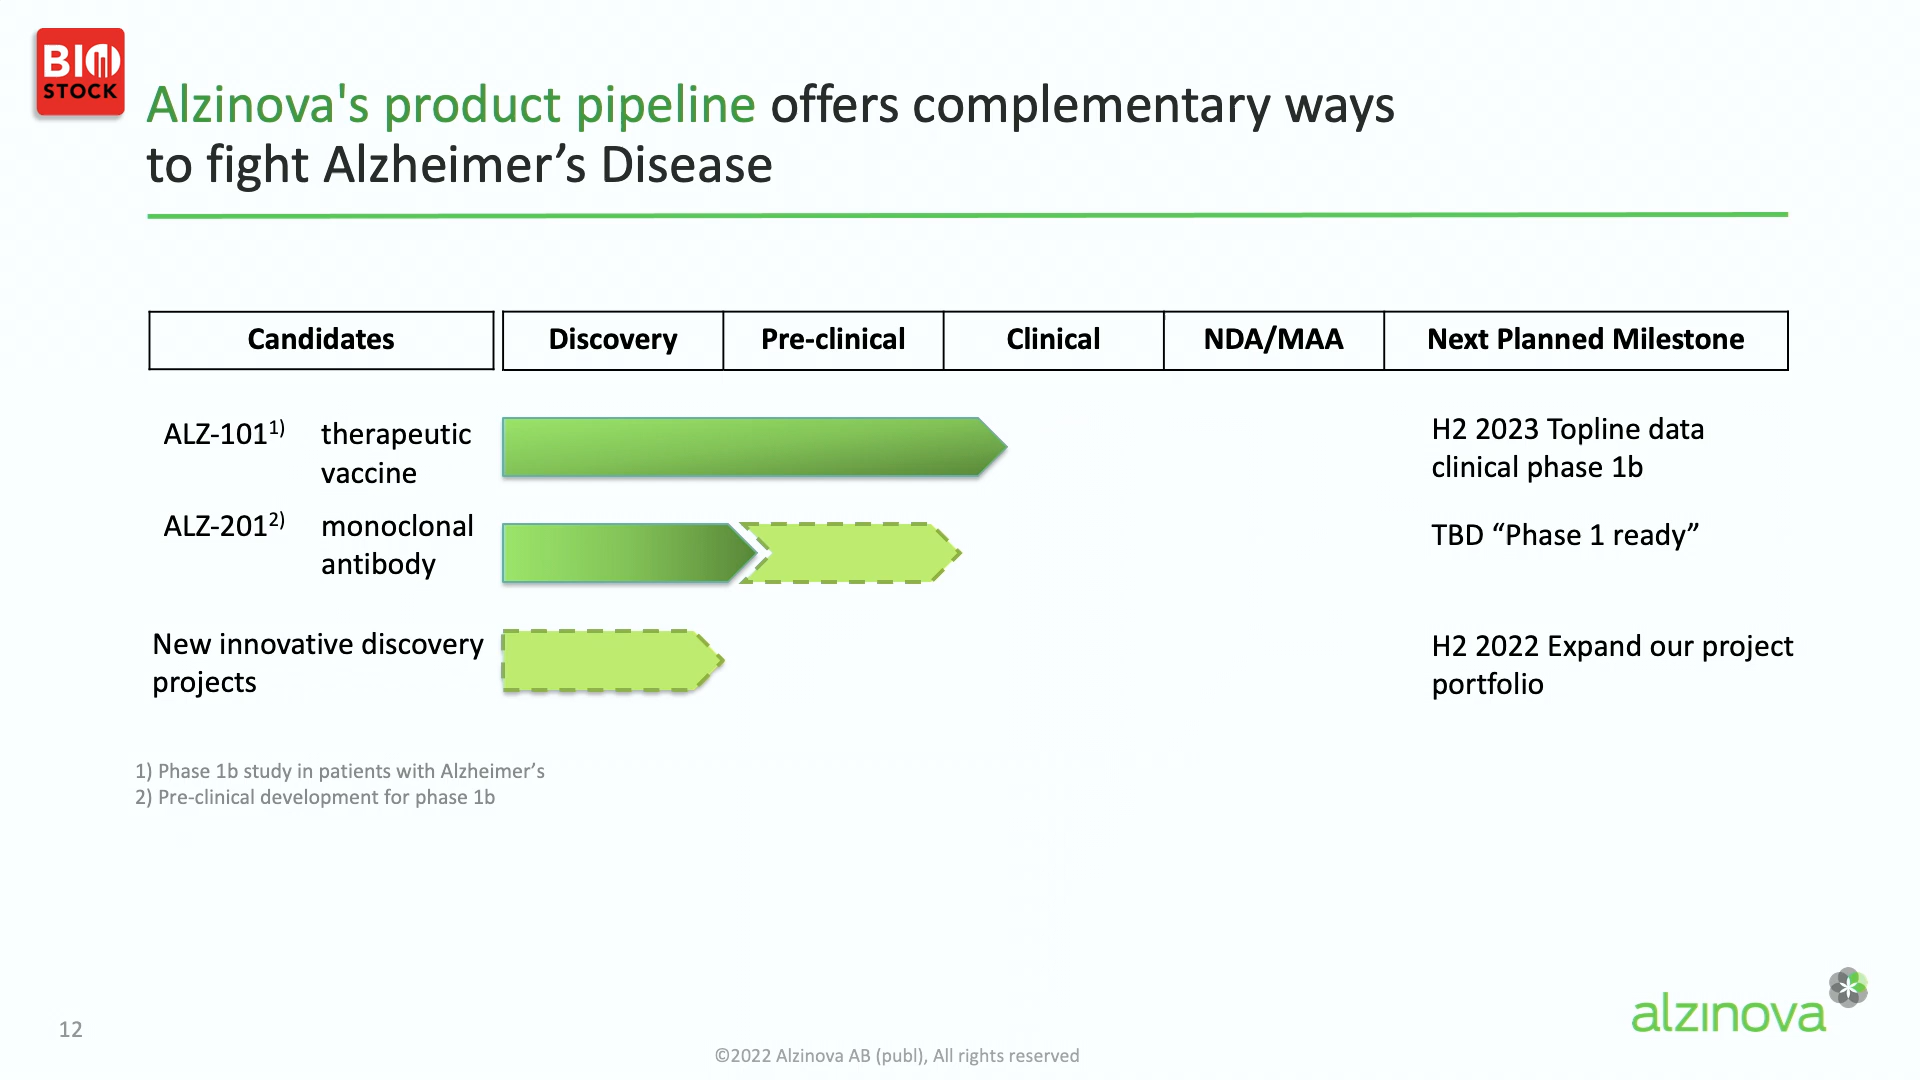 BIO
STOCK
Alzinova's product pipeline offers complementary ways
to fight Alzheimer’s Disease
Candidates Discovery Pre-clinical Clinical NDA/MAA Next Planned Milestone
ALZ-101¹⁾ therapeutic
vaccine
H2 2023 Topline data
clinical phase 1b
ALZ-201²⁾ monoclonal
antibody
TBD “Phase 1 ready”
New innovative discovery
projects
H2 2022 Expand our project
portfolio
1) Phase 1b study in patients with Alzheimer’s
2) Pre-clinical development for phase 1b
alzinova
12
©2022 Alzinova AB (publ), All rights reserved